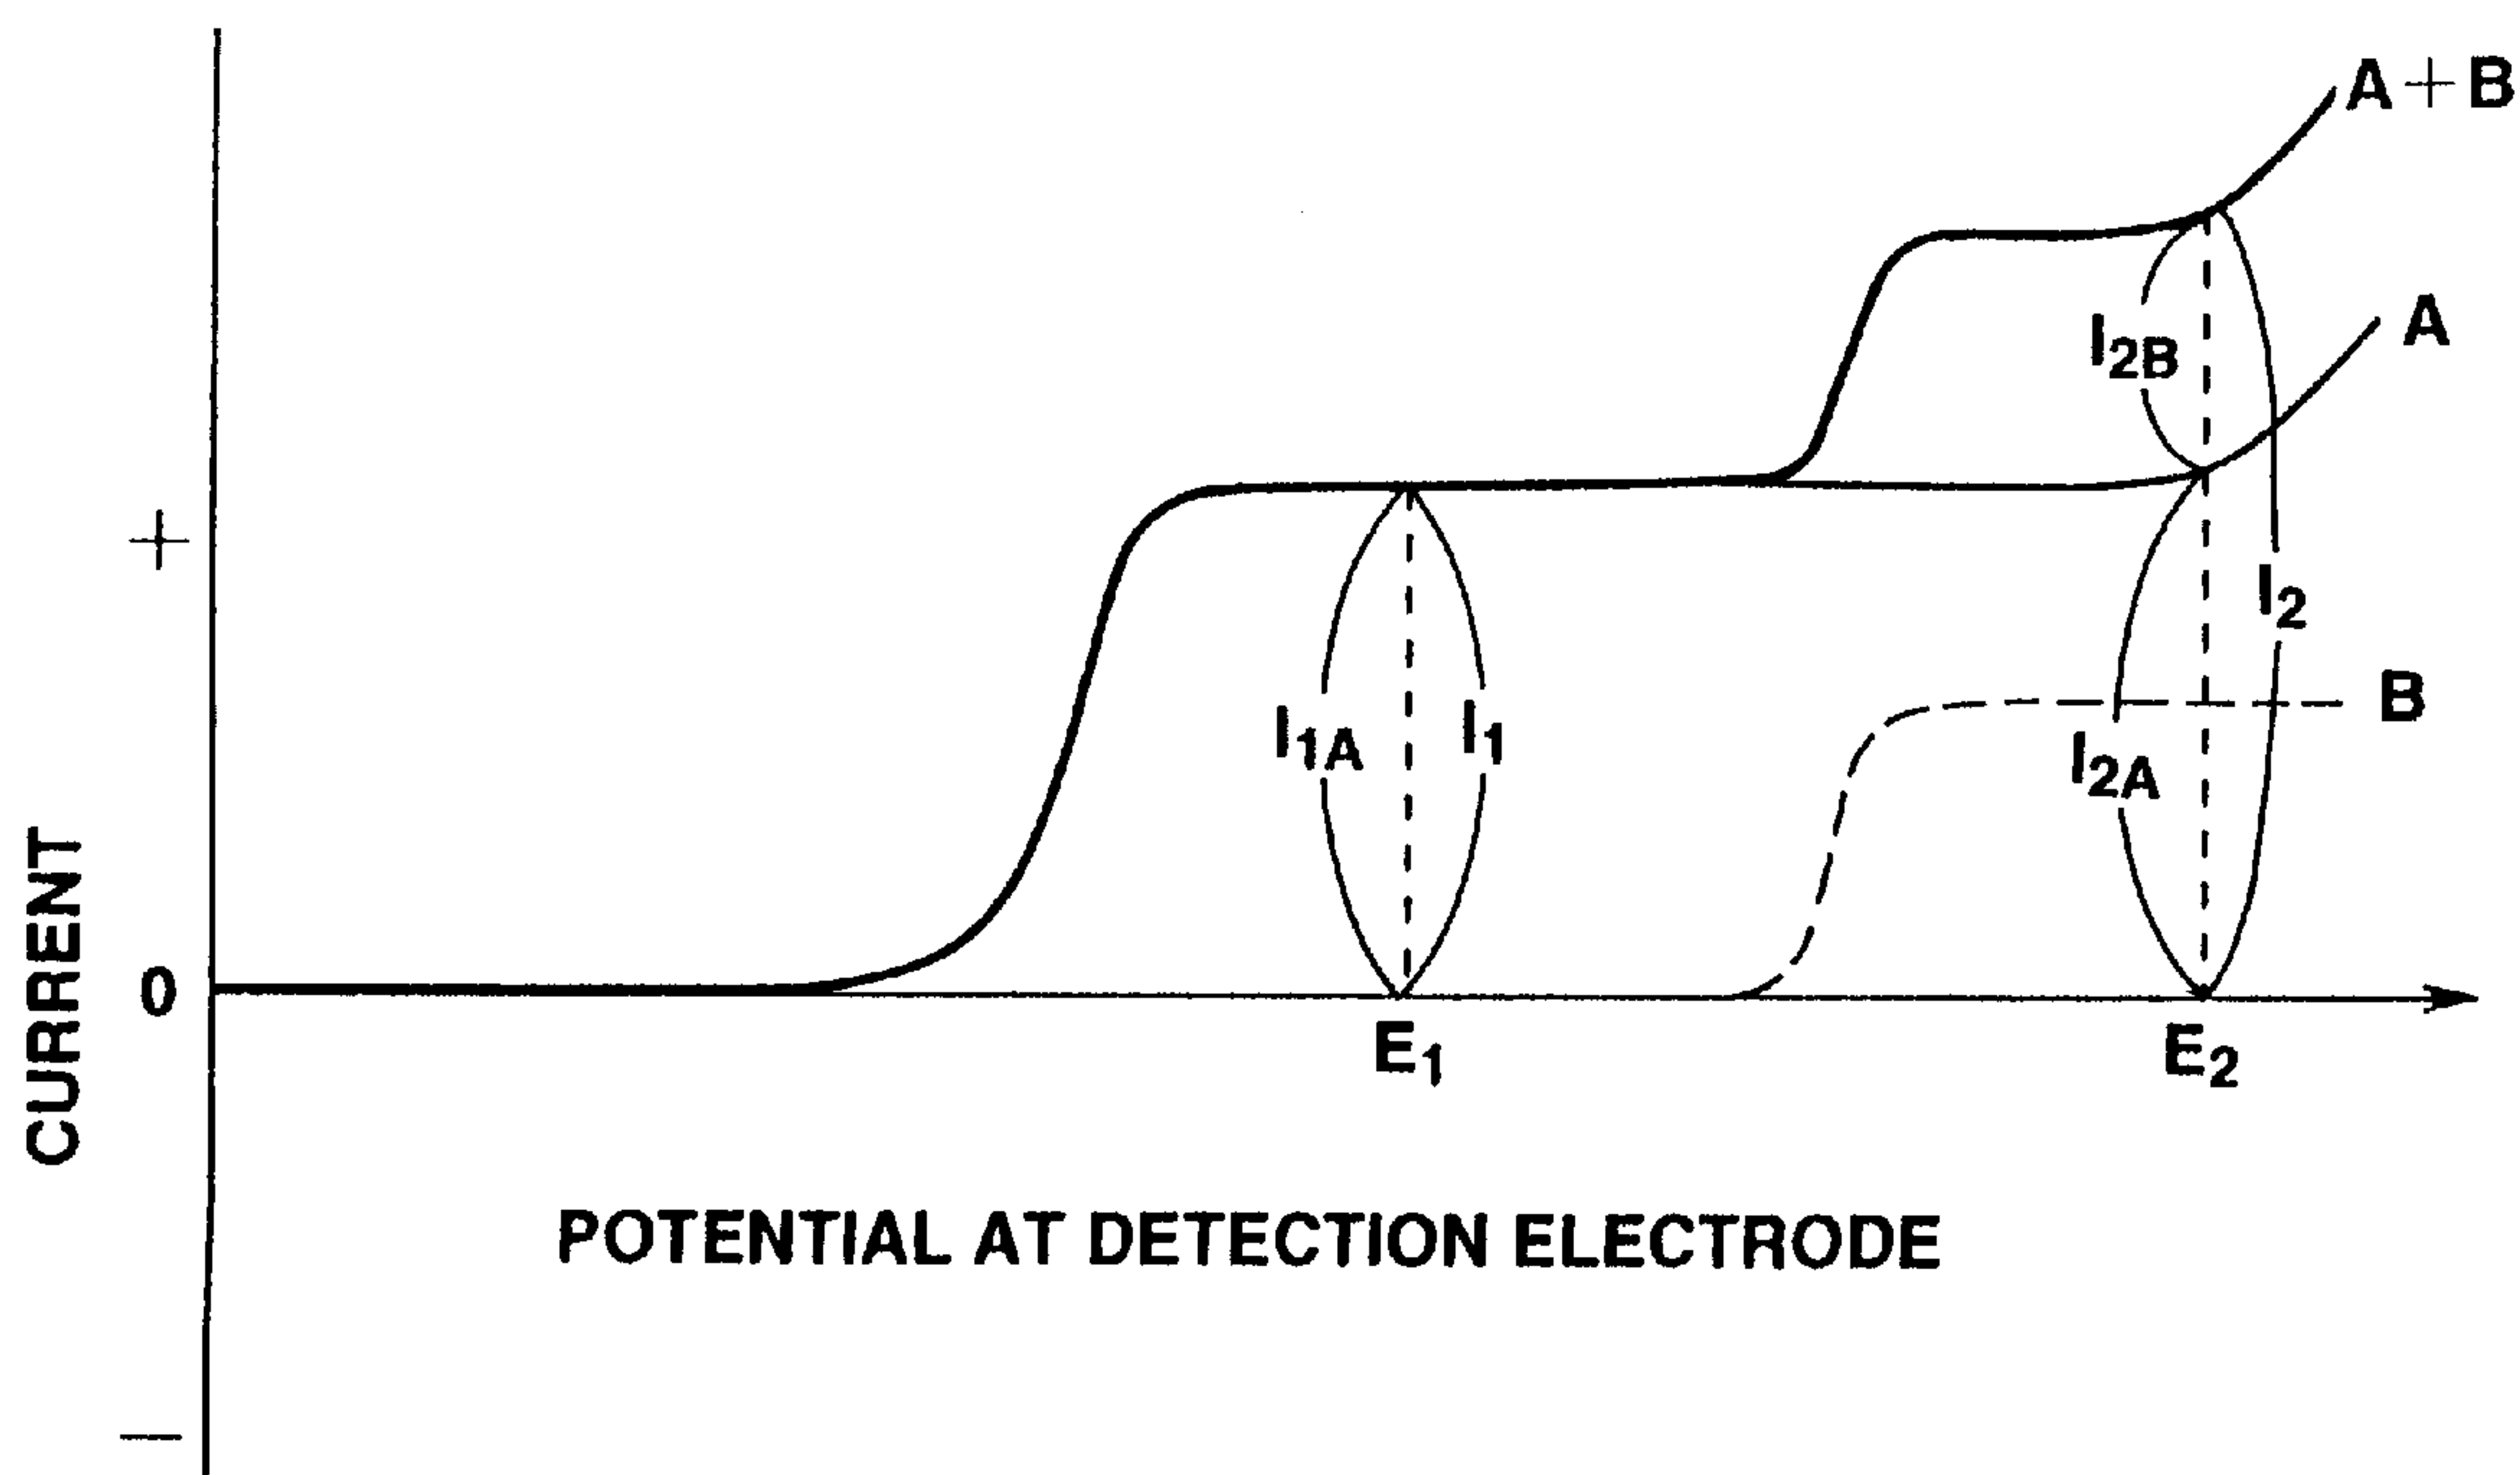 A+B
A
I2B
+
I2
B
I1A
I1
I2A
CURRENT
0
E1
E2
POTENTIAL AT DETECTION ELECTRODE
−